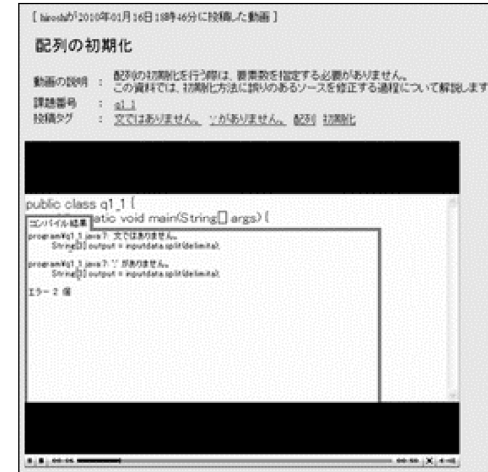 [ hiroshiが2010年01月16日18時46分に投稿した動画 ]
配列の初期化
動画の説明 : 配列の初期化を行う際は、要素数を指定する必要がありません。
この資料では、初期化方法に誤りのあるソースを修正する過程について解説します
課題番号 : q1_1
投稿タグ : 文ではありません。 ';'がありません。 配列 初期化
public class q1_1 {
atic void main(String[] args) {
コンパイル結果
program¥q1_1.java:7: 文ではありません。
String[3] output = inputdata.split(delimita);
program¥q1_1.java:7: ';' がありません。
String[3] output = inputdata.split(delimita);
エラー 2 個